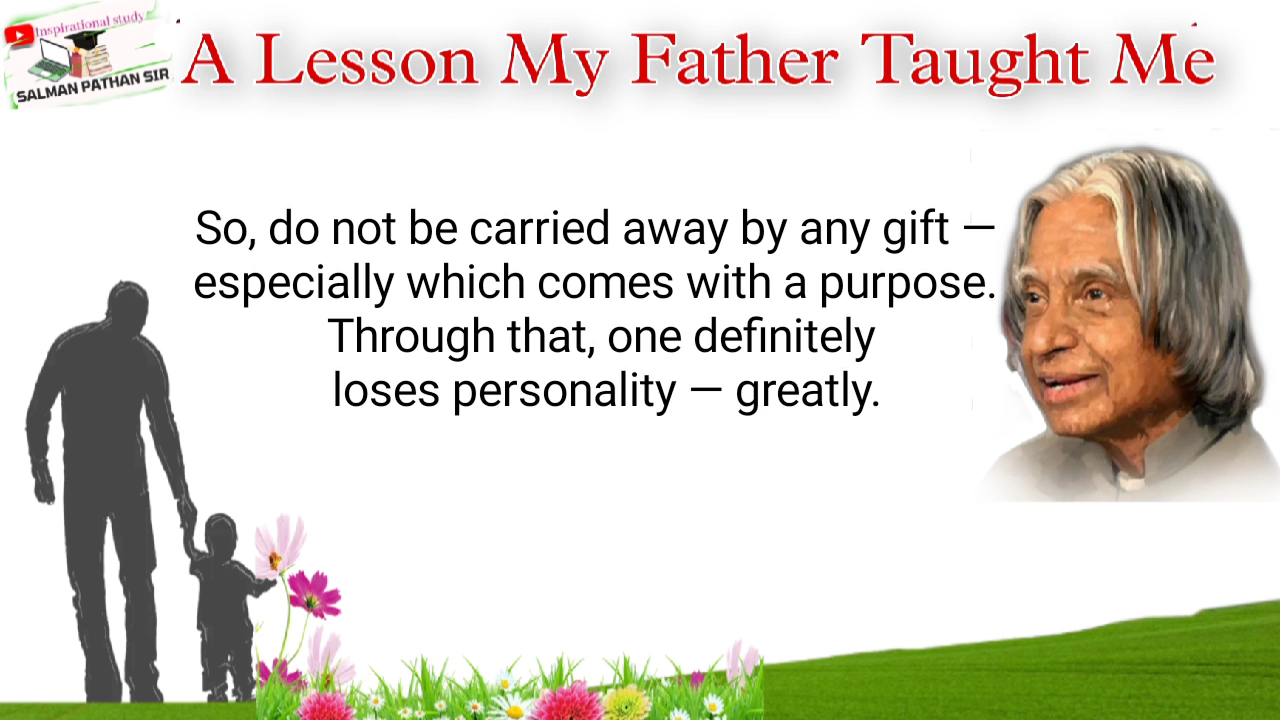 Inspirational study
SALMAN PATHAN SIR
A Lesson My Father Taught Me
So, do not be carried away by any gift —
especially which comes with a purpose.
Through that, one definitely
loses personality — greatly.